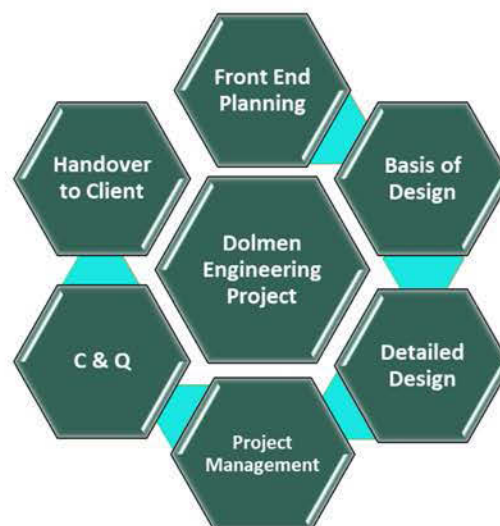 Front End
Planning
Basis of
Design
Detailed
Design
Project
Management
C & Q
Handover
to Client
Dolmen
Engineering
Project